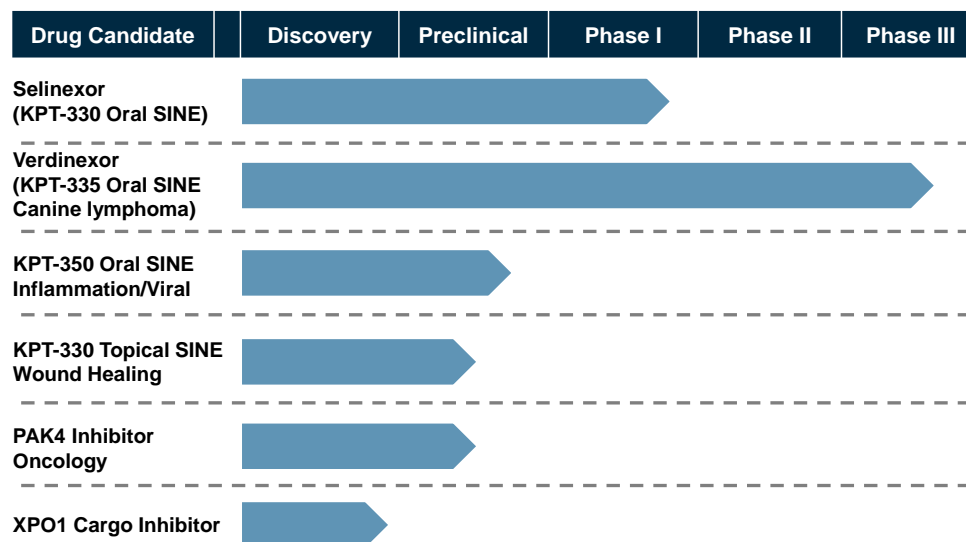 Drug Candidate Discovery Preclinical Phase I Phase II Phase III
Selinexor
(KPT-330 Oral SINE)
Verdinexor
(KPT-335 Oral SINE
Canine lymphoma)
KPT-350 Oral SINE
Inflammation/Viral
KPT-330 Topical SINE
Wound Healing
PAK4 Inhibitor
Oncology
XPO1 Cargo Inhibitor